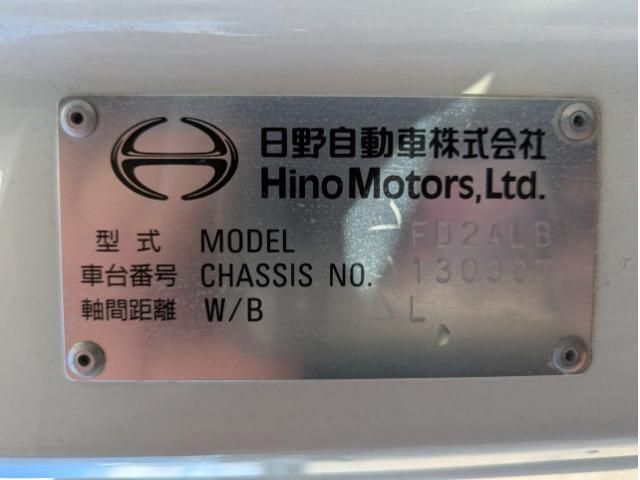 日野自動車株式会社
Hino Motors, Ltd.
型式 MODEL FD2ALB
車台番号 CHASSIS NO.
軸間距離 W/B L